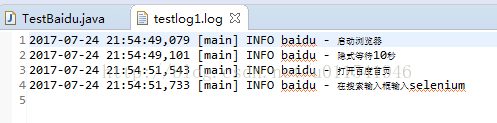 TestBaidu.java testlog1.log
1 2017-07-24 21:54:49,079 [main] INFO baidu - 启动浏览器
2 2017-07-24 21:54:49,101 [main] INFO baidu - 隐式等待10秒
3 2017-07-24 21:54:51,543 [main] INFO baidu - 打开百度首页
4 2017-07-24 21:54:51,733 [main] INFO baidu - 在搜索输入框输入selenium
5